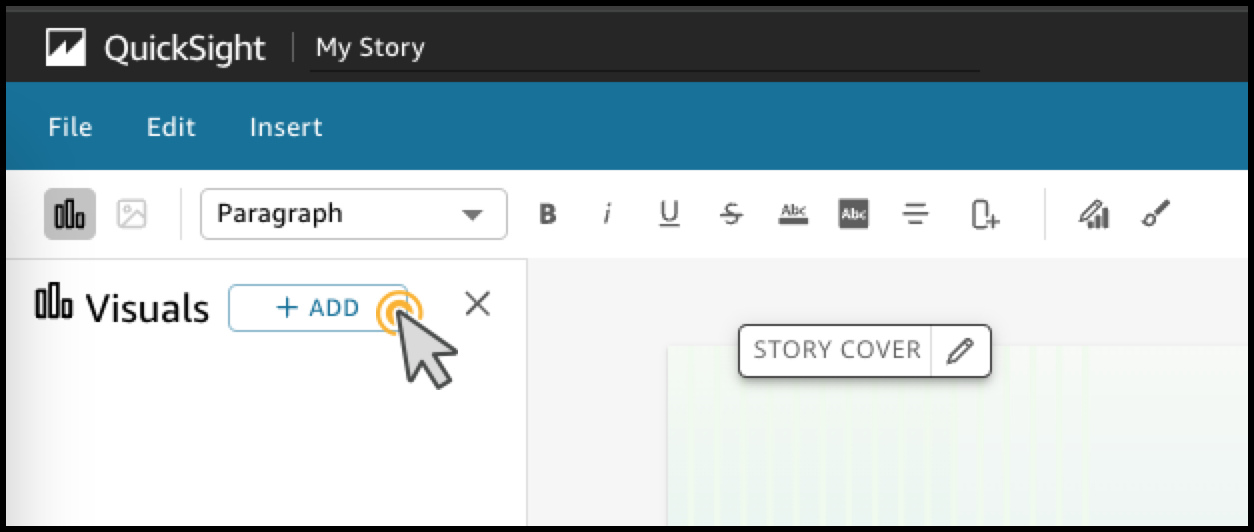 QuickSight My Story
File Edit Insert
Paragraph B i U S Abc Abc
Visuals + ADD
STORY COVER